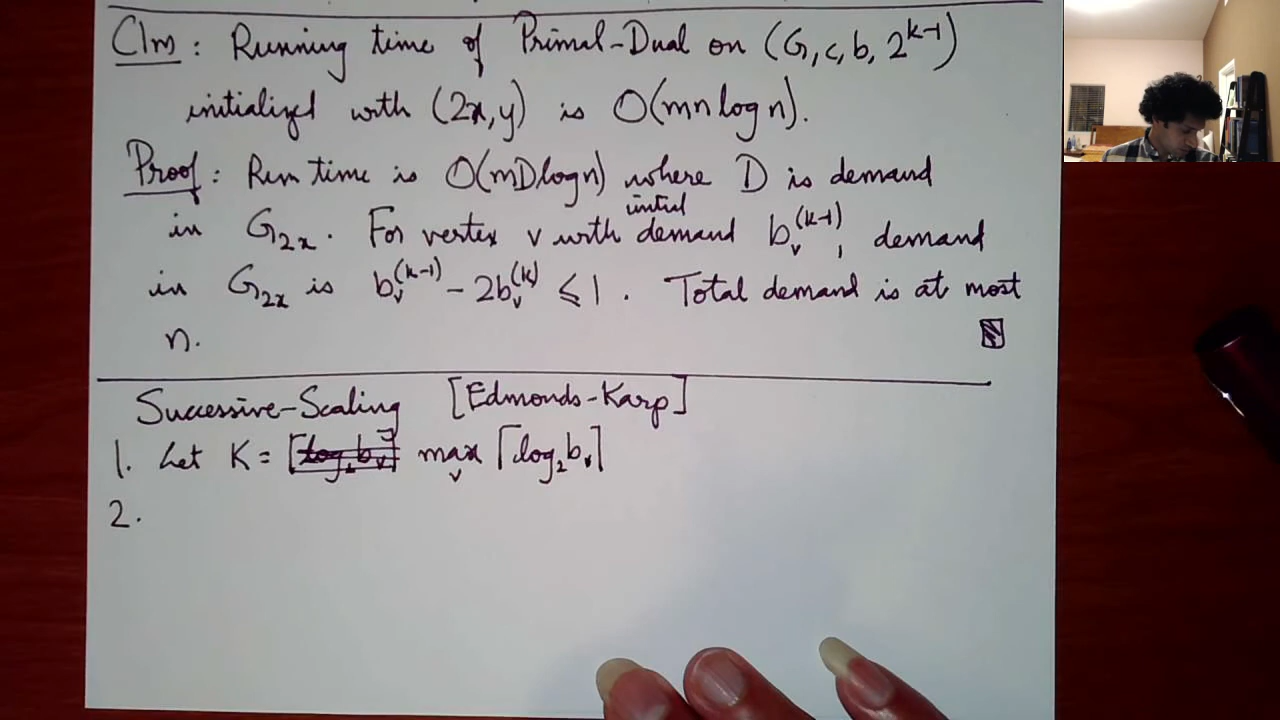 Clm : Running time of Primal-Dual on (G, c, b, 2^{k-1})
initialized with (2x, y) is O(mn log n).
Proof : Run time is O(mD log n) where D is demand
in G_{2x}. For vertex v with initial demand b_v^{(k-1)}, demand
in G_{2x} is b_v^{(k-1)} - 2b_v^{(k)} ≤ 1. Total demand is at most
n.
Successive-Scaling [Edmonds-Karp]
1. Let K = max_v ⌈log_2 b_v⌉
2.